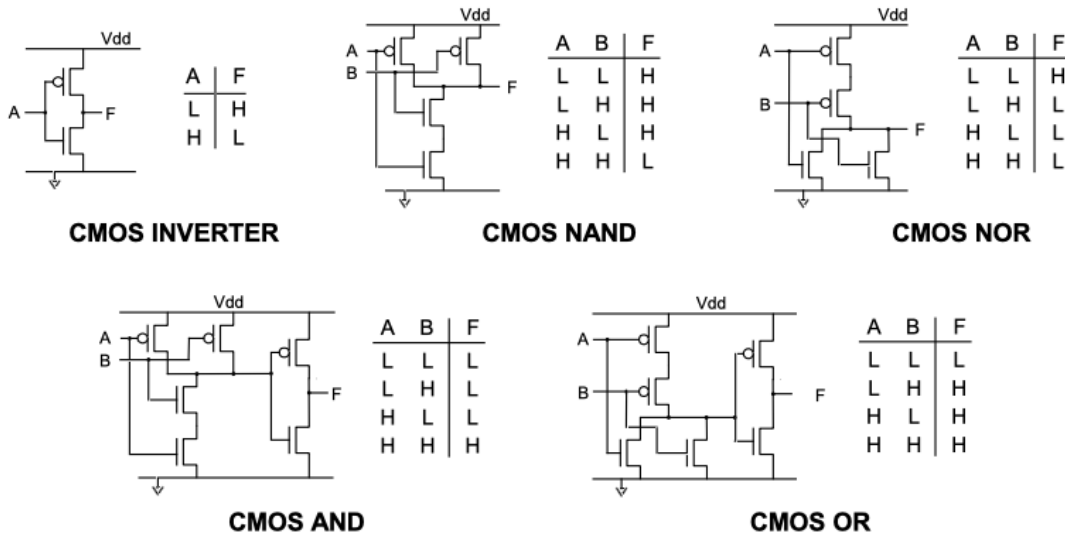 Vdd
A
F
A F
L H
H L
CMOS INVERTER
Vdd
A
B
F
A B F
L L H
L H H
H L H
H H L
CMOS NAND
Vdd
A
B
F
A B F
L L H
L H L
H L L
H H L
CMOS NOR
Vdd
A
B
F
A B F
L L L
L H L
H L L
H H H
CMOS AND
Vdd
A
B
F
A B F
L L L
L H H
H L H
H H H
CMOS OR